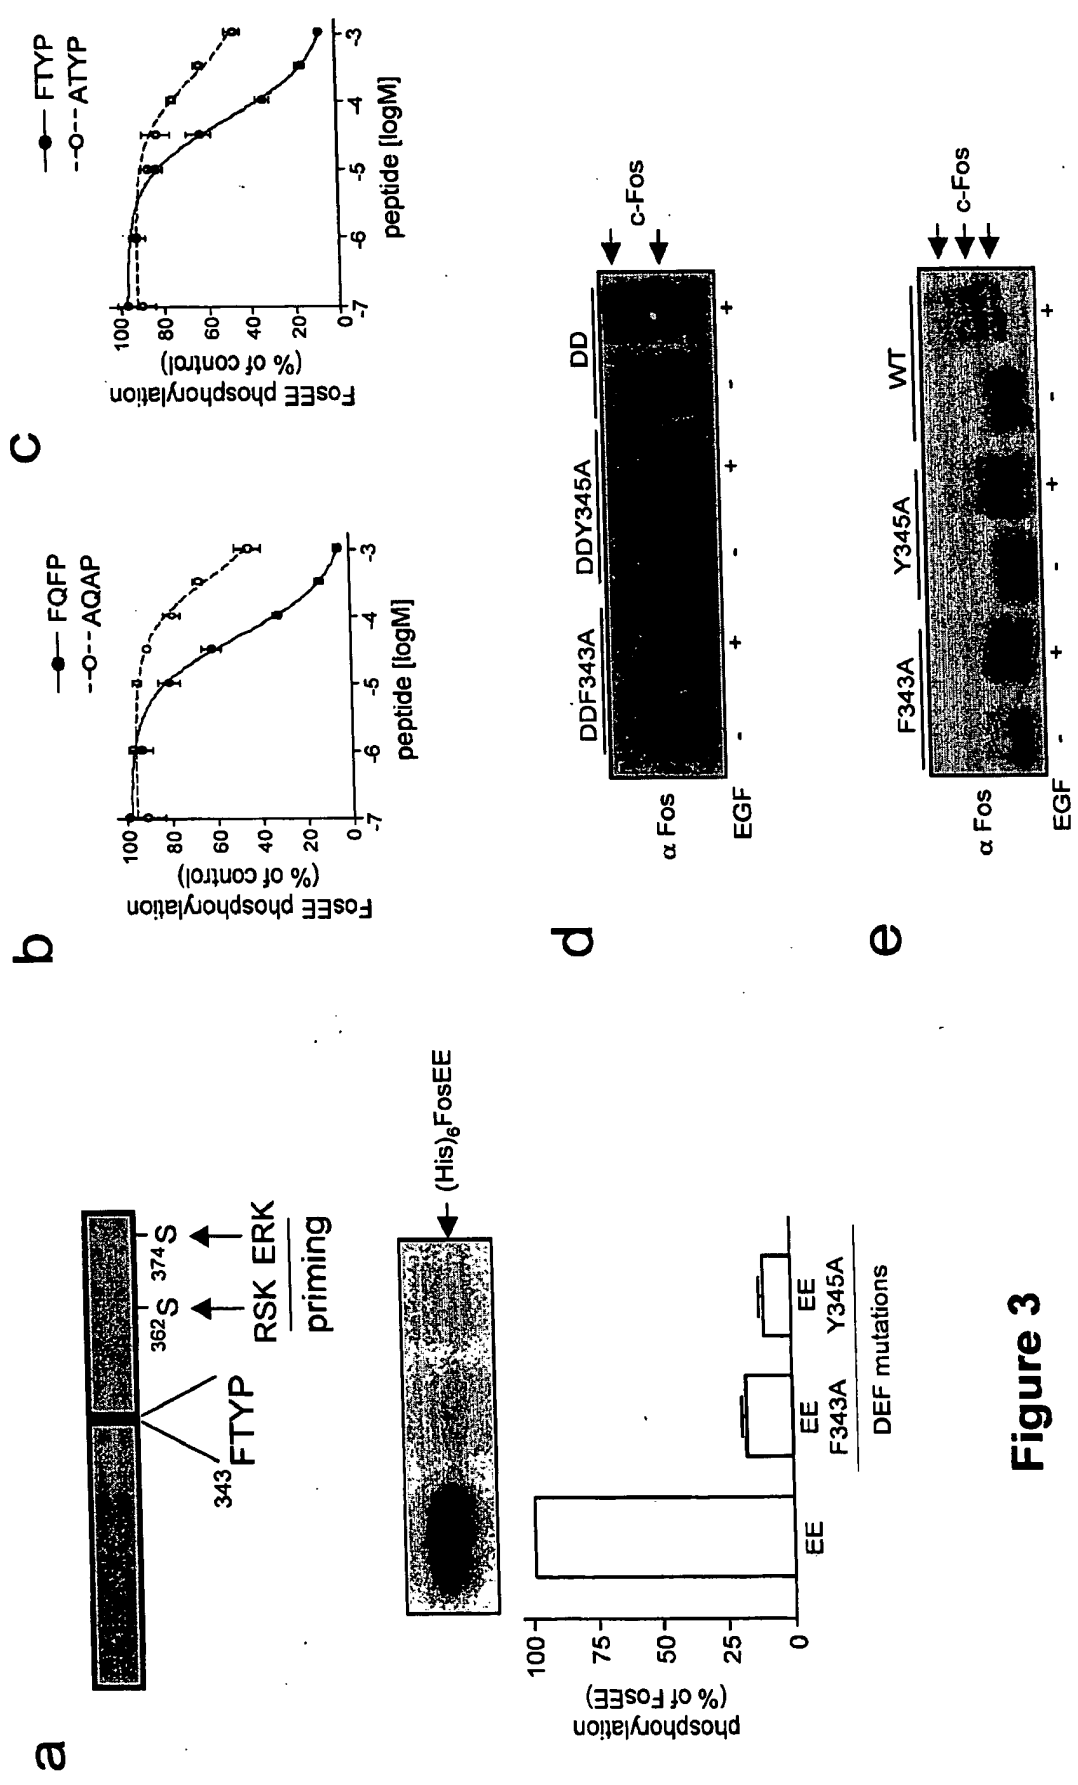 a
343 FTYP
362S
374S
RSK ERK
priming
(His)6FosEE
phosphorylation
(% of FosEE)
100
75
50
25
0
EE
EE
F343A
EE
Y345A
DEF mutations
b
FQFP
AQAP
FosEE phosphorylation
(% of control)
100
80
60
40
20
0
-7
-6
-5
-4
-3
peptide [logM]
c
FTYP
ATYP
FosEE phosphorylation
(% of control)
100
80
60
40
20
0
-7
-6
-5
-4
-3
peptide [logM]
d
DDF343A
DDY345A
DD
α Fos
c-Fos
EGF - + - + - +
e
F343A
Y345A
WT
α Fos
c-Fos
EGF - + - + - +
Figure 3